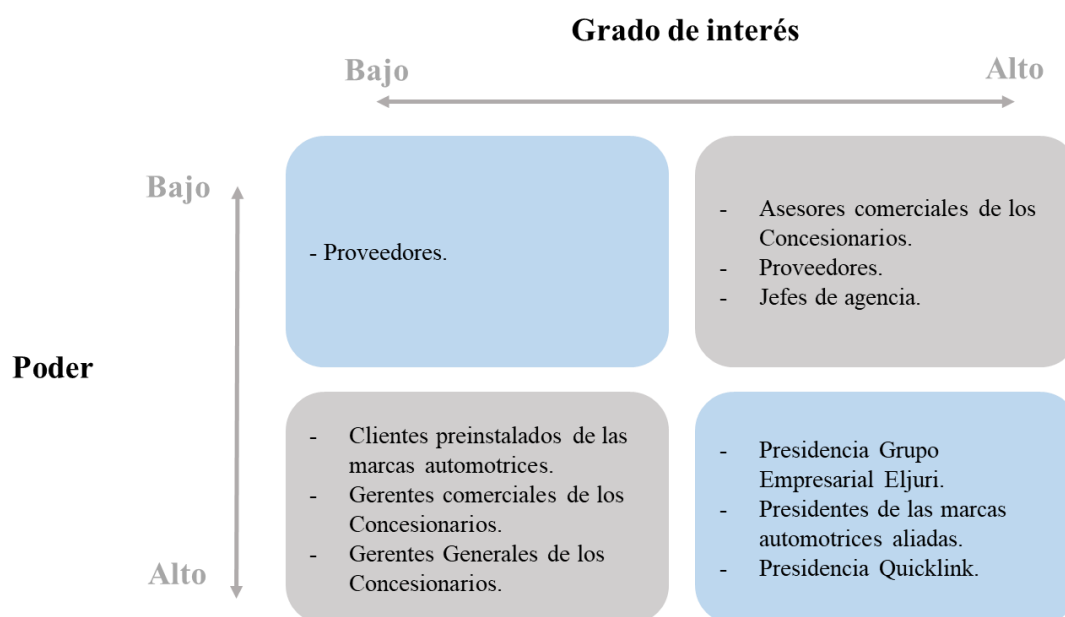 Grado de interés
Bajo
Alto
Bajo
- Proveedores.
- Asesores comerciales de los
Concesionarios.
- Proveedores.
- Jefes de agencia.
Poder
- Clientes preinstalados de las
marcas automotrices.
- Gerentes comerciales de los
Concesionarios.
- Gerentes Generales de los
Concesionarios.
- Presidencia Grupo
Empresarial Eljuri.
- Presidentes de las marcas
automotrices aliadas.
- Presidencia Quicklink.
Alto